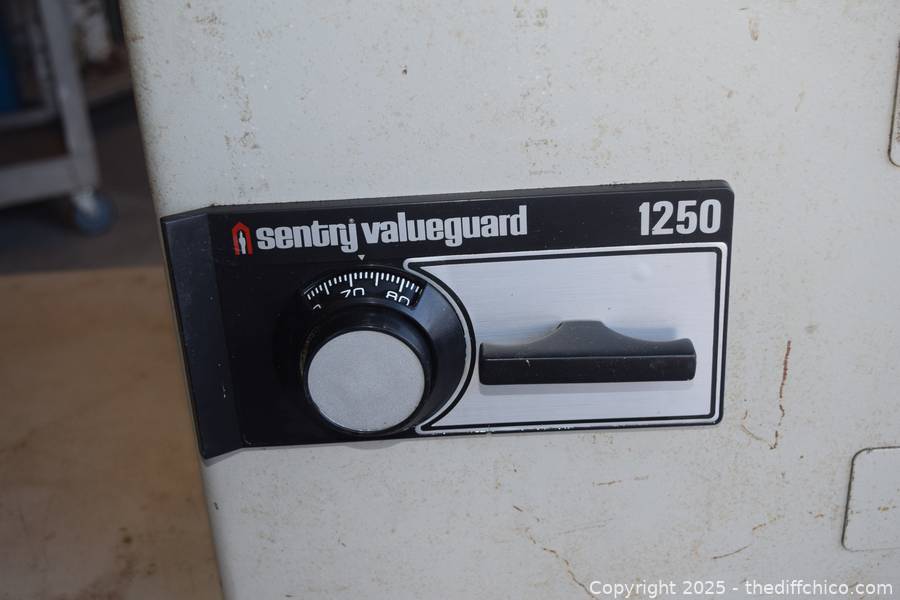 sentry valueguard 1250
70 80
Copyright 2025 - thediffchico.com